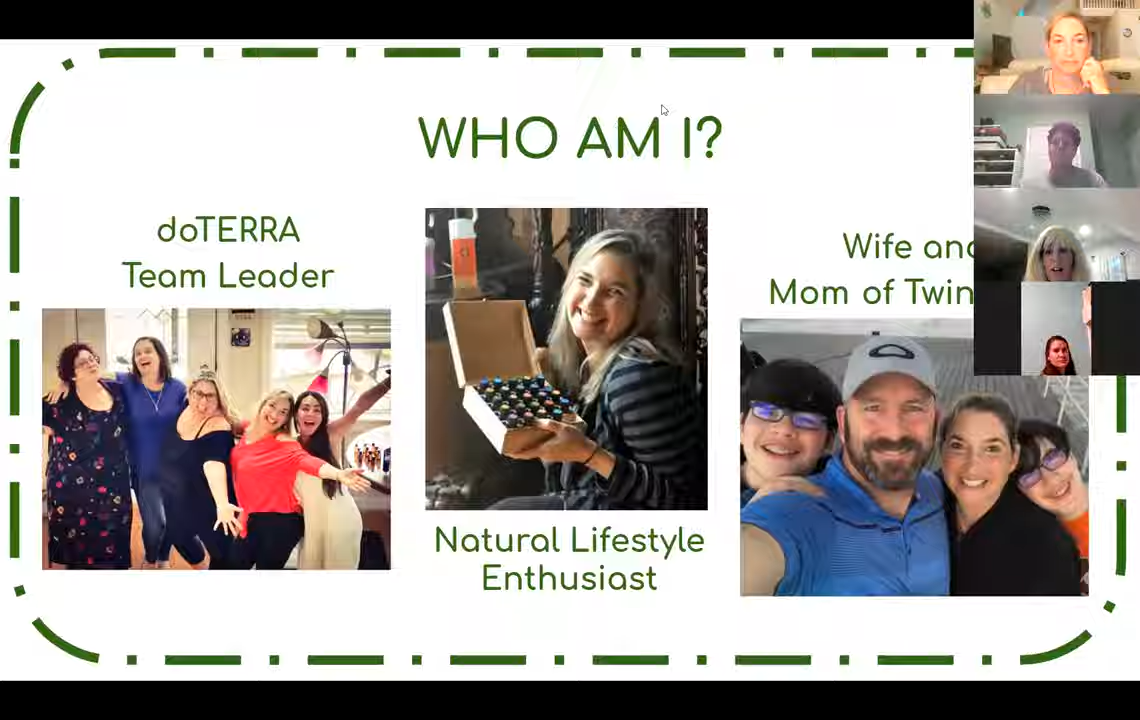 WHO AM I?
doTERRA
Team Leader
Natural Lifestyle
Enthusiast
Wife and
Mom of Twin